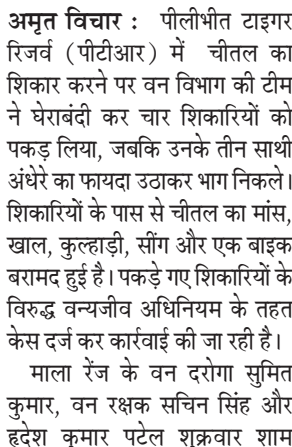 अमृत विचार : पीलीभीत टाइगर
रिजर्व (पीटीआर) में चीतल का
शिकार करने पर वन विभाग की टीम
ने घेराबंदी कर चार शिकारियों को
पकड़ लिया, जबकि उनके तीन साथी
अंधेरे का फायदा उठाकर भाग निकले।
शिकारियों के पास से चीतल का मांस,
खाल, कुल्हाड़ी, सींग और एक बाइक
बरामद हुई है। पकड़े गए शिकारियों के
विरुद्ध वन्यजीव अधिनियम के तहत
केस दर्ज कर कार्रवाई की जा रही है।
माला रेंज के वन दरोगा सुमित
कुमार, वन रक्षक सचिन सिंह और
हृदेश कुमार पटेल शुक्रवार शाम